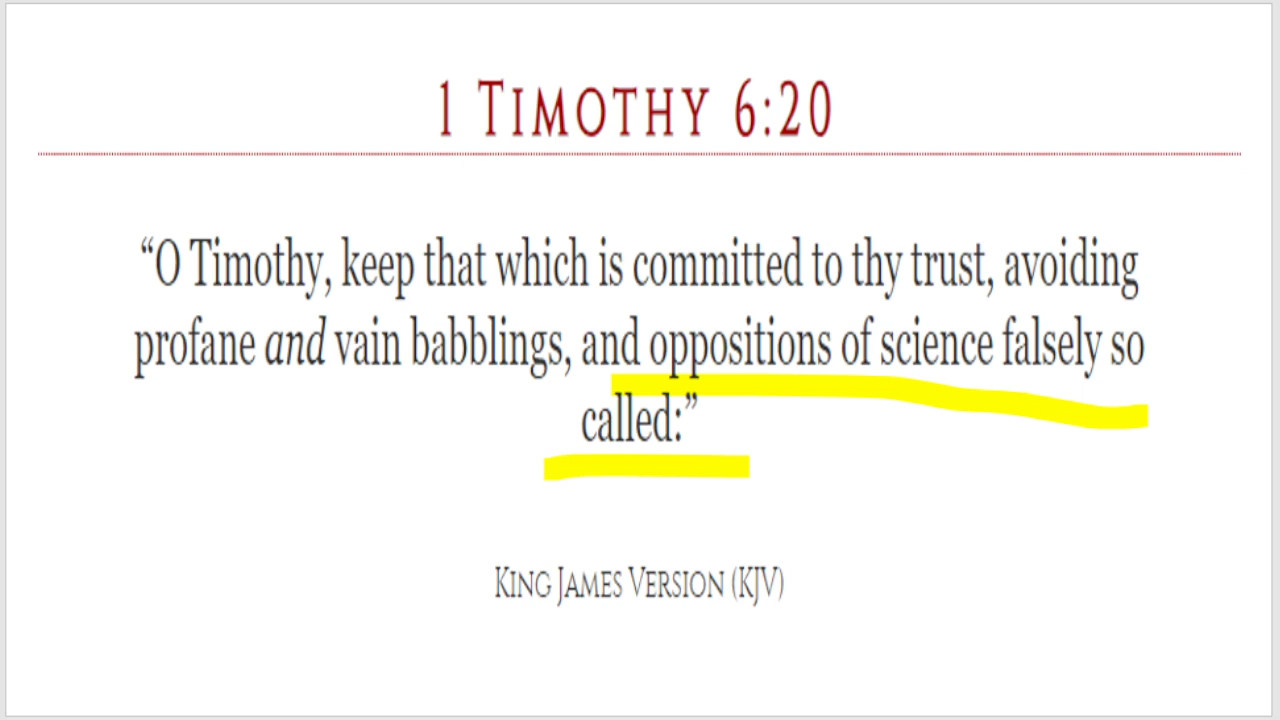 1 Timothy 6:20
“O Timothy, keep that which is committed to thy trust, avoiding
profane and vain babblings, and oppositions of science falsely so
called:”
King James Version (KJV)